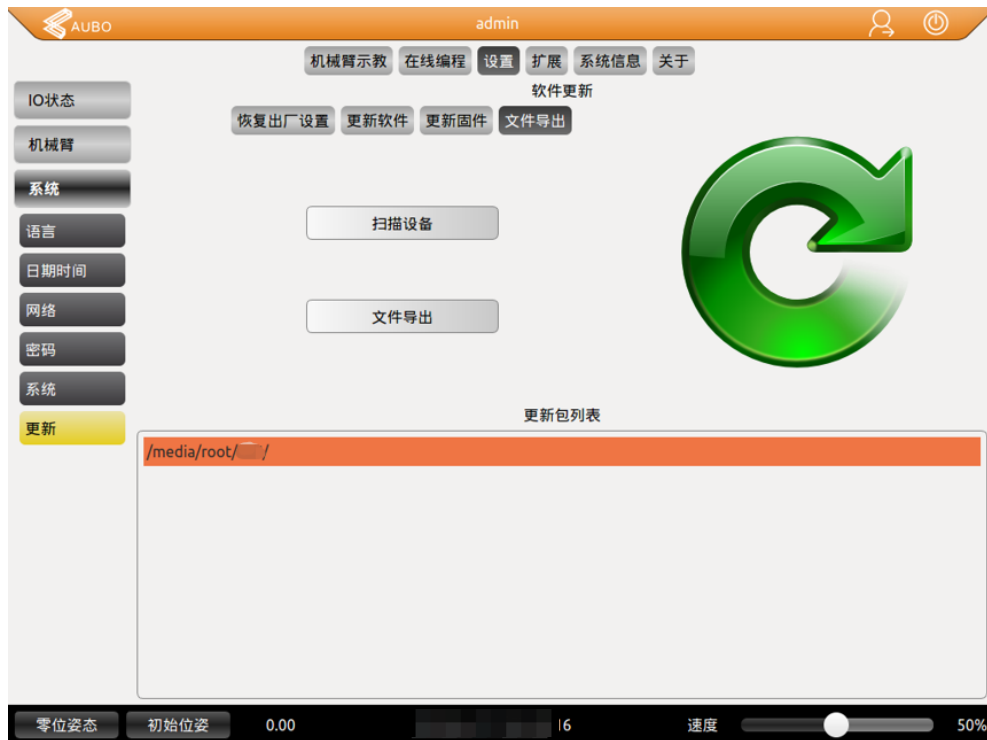 AUBO admin
机械臂示教 在线编程 设置 扩展 系统信息 关于
软件更新
IO状态
恢复出厂设置 更新软件 更新固件 文件导出
机械臂
系统
扫描设备
语言
日期时间
网络
文件导出
密码
系统
更新包列表
更新
/media/root/ /
零位姿态 初始位姿 0.00 16 速度 50%